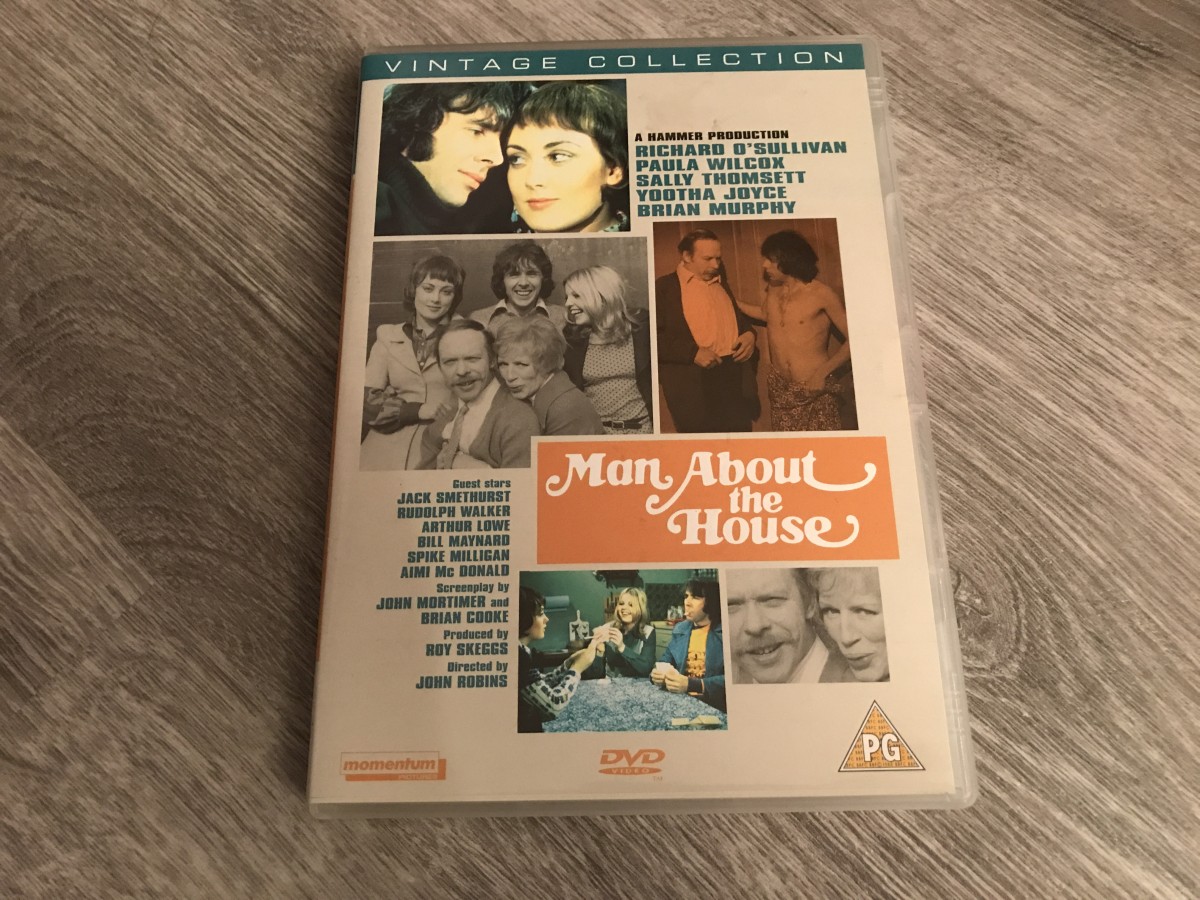 VINTAGE COLLECTION
A HAMMER PRODUCTION
RICHARD O'SULLIVAN
PAULA WILCOX
SALLY THOMSETT
YOOTHA JOYCE
BRIAN MURPHY
Man About
the
House
Guest stars
JACK SMETHURST
RUDOLPH WALKER
ARTHUR LOWE
BILL MAYNARD
SPIKE MILLIGAN
AIMI Mc DONALD
Screenplay by
JOHN MORTIMER and
BRIAN COOKE
Produced by
ROY SKEGGS
Directed by
JOHN ROBINS
momentum
PICTURES
DVD
VIDEO
TM
PG